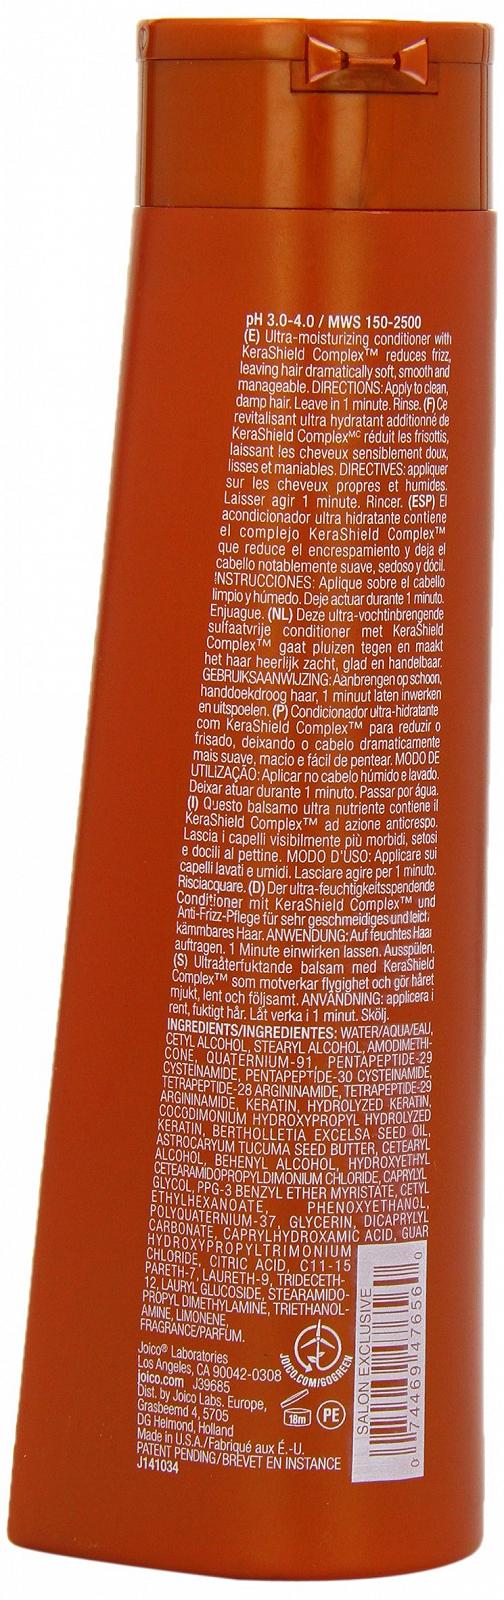 pH 3.0-4.0 / MWS 150-2500
(E) Ultra-moisturizing conditioner with
KeraShield Complex™ reduces frizz,
leaving hair dramatically soft, smooth and
manageable. DIRECTIONS: Apply to clean,
damp hair. Leave in 1 minute. Rinse. (F) Ce
revitalisant ultra hydratant additionné de
KeraShield Complexᴹᶜ réduit les frisottis,
laissant les cheveux sensiblement doux,
lisses et maniables. DIRECTIVES: appliquer
sur les cheveux propres et humides.
Laisser agir 1 minute. Rincer. (ESP) El
acondicionador ultra hidratante contiene
el complejo KeraShield Complex™
que reduce el encrespamiento y deja el
cabello notablemente suave, sedoso y dócil.
INSTRUCCIONES: Aplique sobre el cabello
limpio y húmedo. Deje actuar durante 1 minuto.
Enjuague. (NL) Deze ultra-vochtinbrengende
sulfaatvrije conditioner met KeraShield
Complex™ gaat pluizen tegen en maakt
het haar heerlijk zacht, glad en handelbaar.
GEBRUIKSAANWIJZING: Aanbrengen op schoon,
handdoekdroog haar, 1 minuut laten inwerken
en uitspoelen. (P) Condicionador ultra-hidratante
com KeraShield Complex™ para reduzir o
frisado, deixando o cabelo dramaticamente
mais suave, macio e fácil de pentear. MODO DE
UTILIZAÇÃO: Aplicar no cabelo húmido e lavado.
Deixar atuar durante 1 minuto. Passar por água.
(I) Questo balsamo ultra nutriente contiene il
KeraShield Complex™ ad azione anticrespo.
Lascia i capelli visibilmente più morbidi, setosi
e docili al pettine. MODO D'USO: Applicare sui
capelli lavati e umidi. Lasciare agire per 1 minuto.
Risciacquare. (D) Der ultra-feuchtigkeitsspendende
Conditioner mit KeraShield Complex™ und
Anti-Frizz-Pflege für sehr geschmeidiges und leicht
kämmbares Haar. ANWENDUNG: Auf feuchtes Haar
auftragen. 1 Minute einwirken lassen. Ausspülen.
(S) Ultraåterfuktande balsam med KeraShield
Complex™ som motverkar flygighet och gör håret
mjukt, lent och följsamt. ANVÄNDNING: applicera i
rent, fuktigt hår. Låt verka i 1 minut. Skölj.
INGREDIENTS/INGREDIENTES: WATER/AQUA/EAU,
CETYL ALCOHOL, STEARYL ALCOHOL, AMODIMETHI-
CONE, QUATERNIUM-91, PENTAPEPTIDE-29
CYSTEINAMIDE, PENTAPEPTIDE-30 CYSTEINAMIDE,
TETRAPEPTIDE-28 ARGININAMIDE, TETRAPEPTIDE-29
ARGININAMIDE, KERATIN, HYDROLYZED KERATIN,
COCODIMONIUM HYDROXYPROPYL HYDROLYZED
KERATIN, BERTHOLLETIA EXCELSA SEED OIL,
ASTROCARYUM TUCUMA SEED BUTTER, CETEARYL
ALCOHOL, BEHENYL ALCOHOL, HYDROXYETHYL
CETEARAMIDOPROPYLDIMONIUM CHLORIDE, CAPRYLYL
GLYCOL, PPG-3 BENZYL ETHER MYRISTATE, CETYL
ETHYLHEXANOATE, PHENOXYETHANOL,
POLYQUATERNIUM-37, GLYCERIN, DICAPRYLYL
CARBONATE, CAPRYLHYDROXAMIC ACID, GUAR
HYDROXYPROPYLTRIMONIUM
CHLORIDE, CITRIC ACID, C11-15
PARETH-7, LAURETH-9, TRIDECETH-
12, LAURYL GLUCOSIDE, STEARAMIDO-
PROPYL DIMETHYLAMINE, TRIETHANOL-
AMINE, LIMONENE,
FRAGRANCE/PARFUM.
Joico® Laboratories
Los Angeles, CA 90042-0308
joico.com J39685
Dist. by Joico Labs. Europe,
Grasbeemd 4, 5705
DG Helmond, Holland
Made in U.S.A./Fabriqué aux É.-U.
PATENT PENDING/BREVET EN INSTANCE
J141034
JOICO.COM/GOGREEN
18m
PE
SALON EXCLUSIVE
0 74469 47656 0